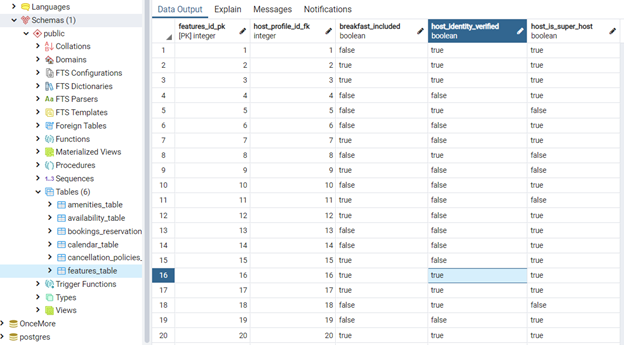 Languages
Schemas (6)
public
Collations
Domains
FTS Configurations
FTS Dictionaries
Aa FTS Parsers
FTS Templates
Foreign Tables
Functions
Materialized Views
Procedures
1..3 Sequences
Tables (6)
amenities_table
availability_table
bookings_reservation
calendar_table
cancellation_policies_
features_table
Trigger Functions
Types
Views
OnceMore
postgres
Data Output Explain Messages Notifications
features_id_pk host_profile_id_fk breakfast_included host_identity_verified host_is_super_host
[PK] integer integer boolean boolean boolean
1 1 1 false true true
2 2 2 true true true
3 3 3 true true true
4 4 4 false false true
5 5 5 false true false
6 6 6 false false true
7 7 7 true false true
8 8 8 false true false
9 9 9 true false false
10 10 10 false false true
11 11 11 false true false
12 12 12 true false true
13 13 13 false false true
14 14 14 false false true
15 15 15 true false true
16 16 16 true true true
17 17 17 true true true
18 18 18 false true false
19 19 19 false false true
20 20 20 true true true